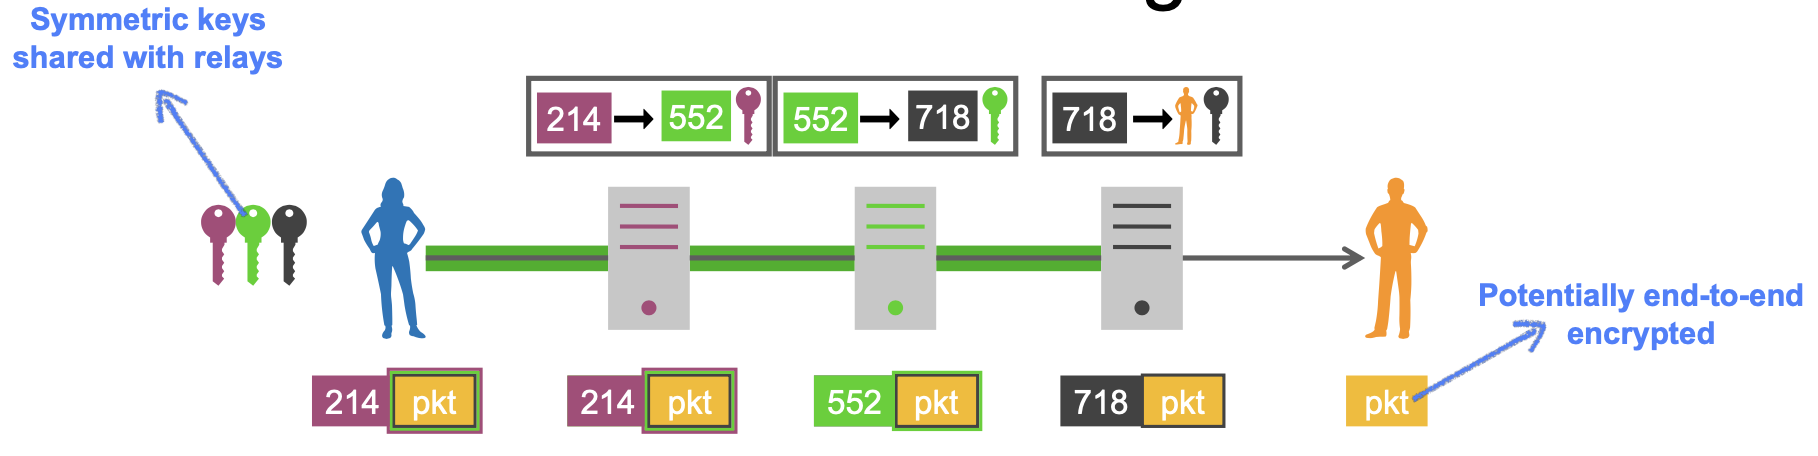 Symmetric keys
shared with relays
214 552
552 718
718
Potentially end-to-end
encrypted
214 pkt
214 pkt
552 pkt
718 pkt
pkt